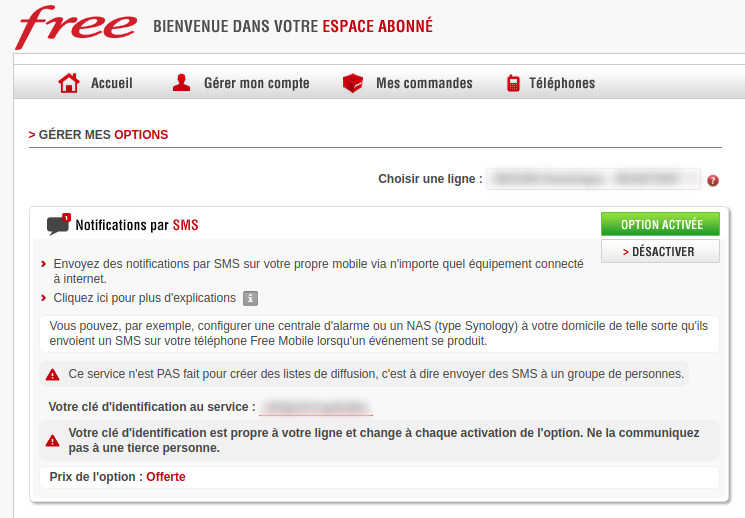 free BIENVENUE DANS VOTRE ESPACE ABONNÉ
Accueil Gérer mon compte Mes commandes Téléphones
> GÉRER MES OPTIONS
Choisir une ligne : ?
1 Notifications par SMS OPTION ACTIVÉE
> DÉSACTIVER
Envoyez des notifications par SMS sur votre propre mobile via n'importe quel équipement connecté
à internet.
Cliquez ici pour plus d'explications i
Vous pouvez, par exemple, configurer une centrale d'alarme ou un NAS (type Synology) à votre domicile de telle sorte qu'ils
envoient un SMS sur votre téléphone Free Mobile lorsqu'un événement se produit.
Ce service n'est PAS fait pour créer des listes de diffusion, c'est à dire envoyer des SMS à un groupe de personnes.
Votre clé d'identification au service :
Votre clé d'identification est propre à votre ligne et change à chaque activation de l'option. Ne la communiquez
pas à une tierce personne.
Prix de l'option : Offerte